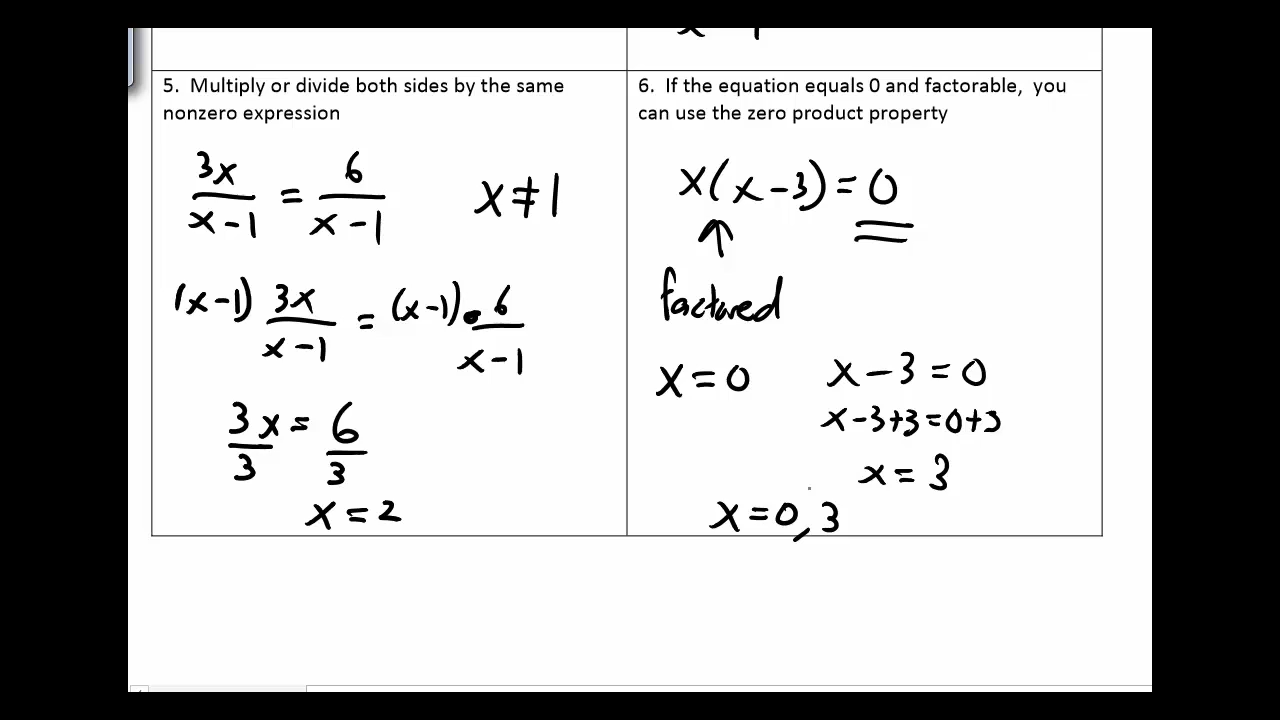 5. Multiply or divide both sides by the same
nonzero expression
3x/(x-1) = 6/(x-1)    x≠1
(x-1) 3x/(x-1) = (x-1)·6/(x-1)
3x/3 = 6/3
x=2
6. If the equation equals 0 and factorable, you
can use the zero product property
x(x-3)=0
↑
factored
x=0    x-3=0
x-3+3=0+3
x=3
x=0,3